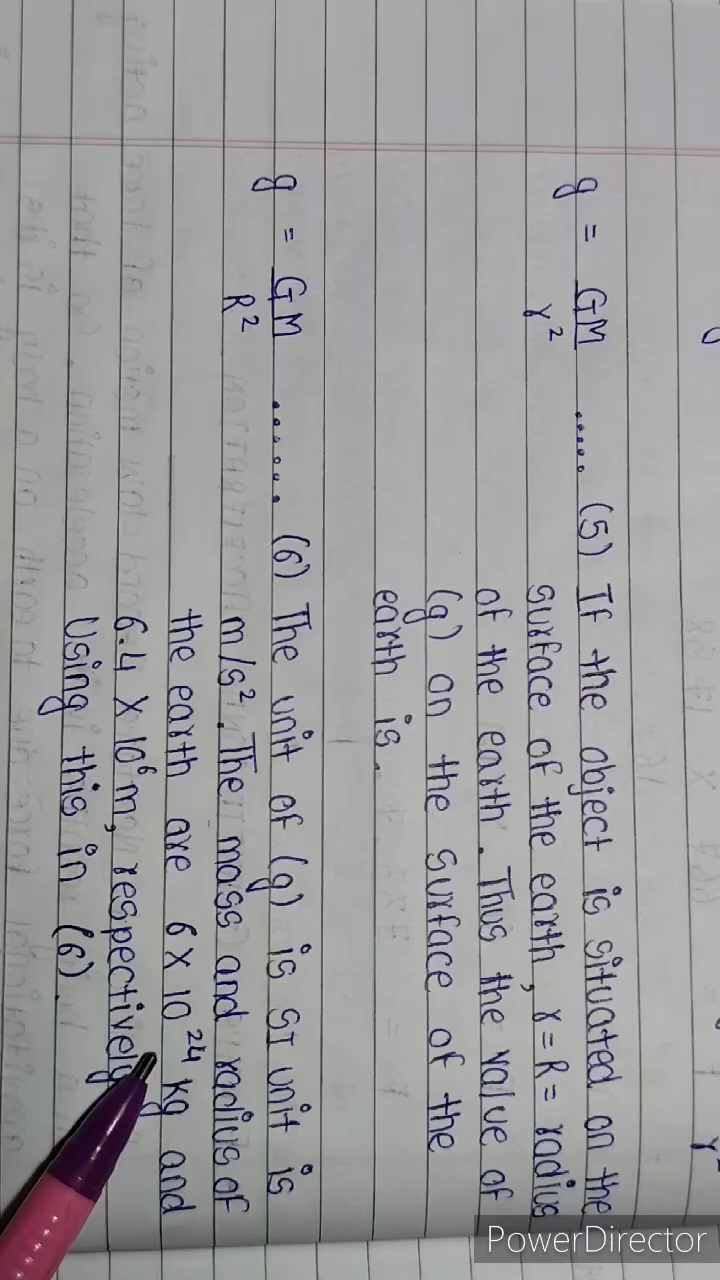 g = GM ..... (5) If the object is situated on the
r² surface of the earth, r = R = radius
of the earth. Thus the value of
(g) on the surface of the
earth is.
g = GM ...... (6) The unit of (g) is SI unit is
R² m/s². The mass and radius of
the earth are 6 X 10²⁴ kg and
6.4 X 10⁶ m, respectively
Using this in (6)
PowerDirector